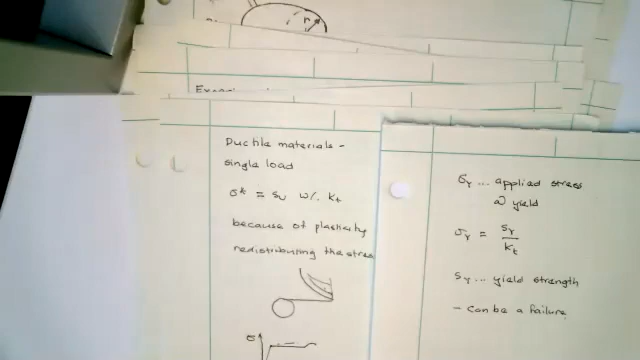 r
Ductile materials -
single load
σ* = Su w/. Kt
because of plasticity
redistributing the stress
σ
σy ... applied stress
@ yield
σy = Sy / Kt
Sy ... yield strength
- Can be a failure